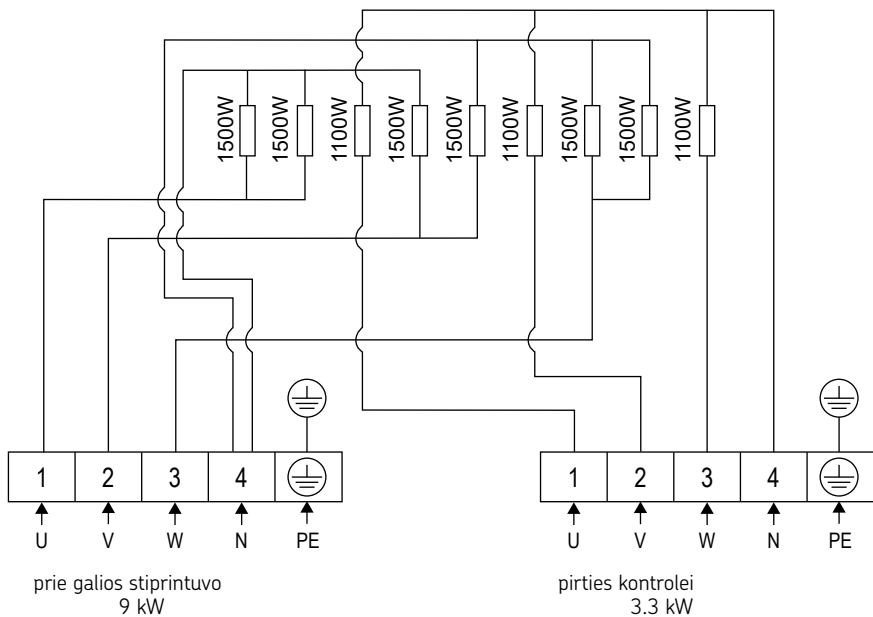 1500W 1500W 1100W 1500W 1500W 1100W 1500W 1500W 1100W
1 2 3 4 1 2 3 4
U V W N PE U V W N PE
prie galios stiprintuvo
9 kW
pirties kontrolei
3.3 kW